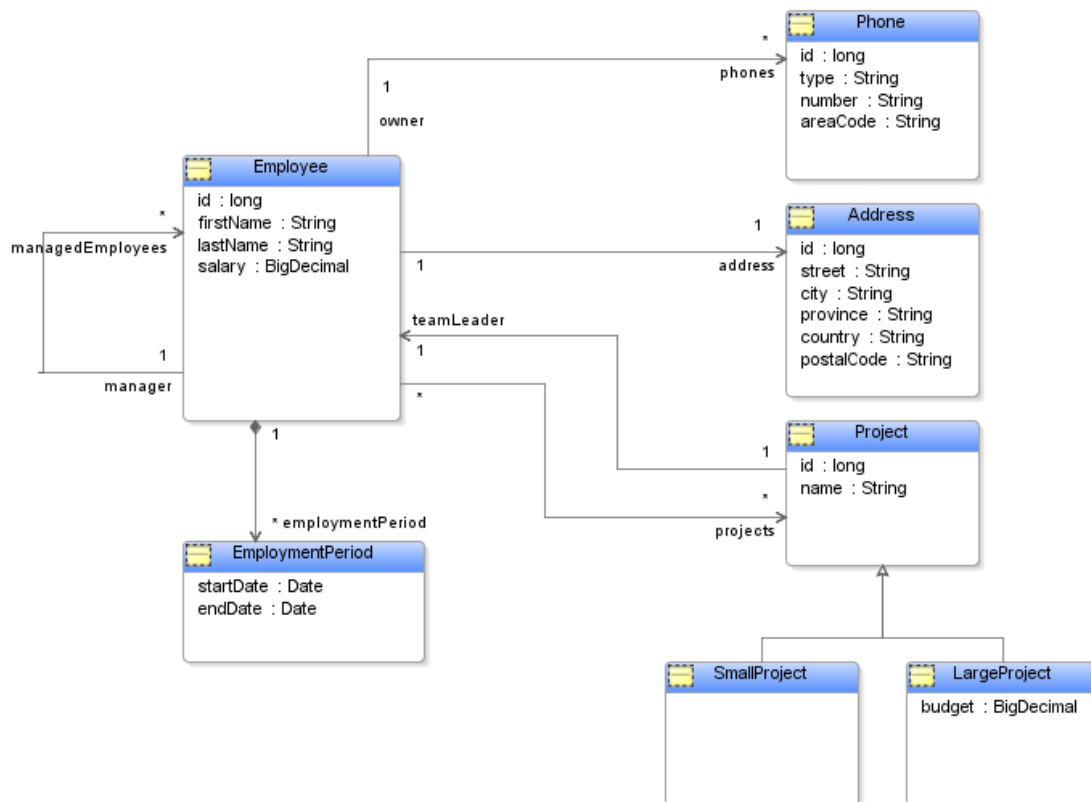 Phone
id : long
type : String
number : String
areaCode : String
*
phones
1
owner
Employee
id : long
firstName : String
lastName : String
salary : BigDecimal
*
managedEmployees
1
manager
Address
id : long
street : String
city : String
province : String
country : String
postalCode : String
1
address
1
teamLeader
1
*
1
Project
id : long
name : String
1
*
projects
* employmentPeriod
EmploymentPeriod
startDate : Date
endDate : Date
SmallProject
LargeProject
budget : BigDecimal